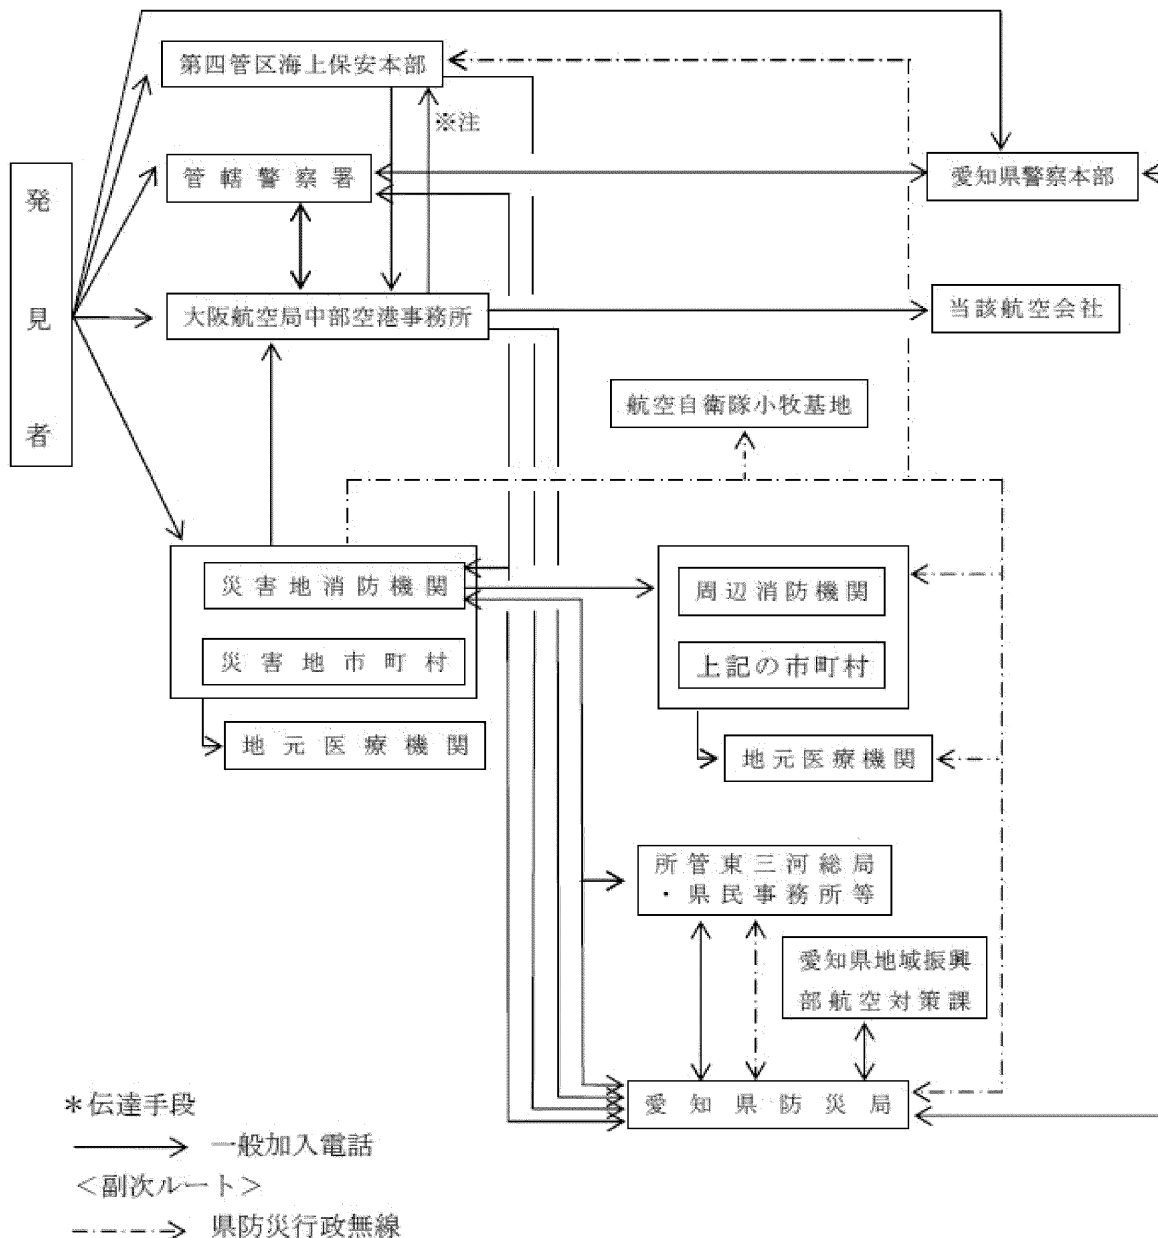 第四管区海上保安本部
※注
管轄警察署
愛知県警察本部
発見者
大阪航空局中部空港事務所
当該航空会社
航空自衛隊小牧基地
災害地消防機関
周辺消防機関
災害地市町村
上記の市町村
地元医療機関
地元医療機関
所管東三河総局
・県民事務所等
愛知県地域振興
部航空対策課
愛知県防災局
*伝達手段
一般加入電話
<副次ルート>
県防災行政無線